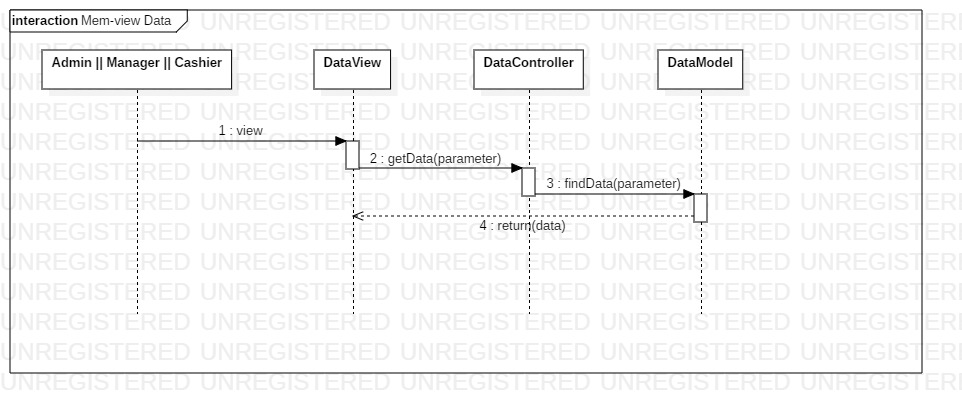 interaction Mem-view Data
Admin || Manager || Cashier
DataView
DataController
DataModel
1 : view
2 : getData(parameter)
3 : findData(parameter)
4 : return(data)
UNREGISTERED UNREGISTERED UNREGISTERED UNREGISTERED UNREGISTERI